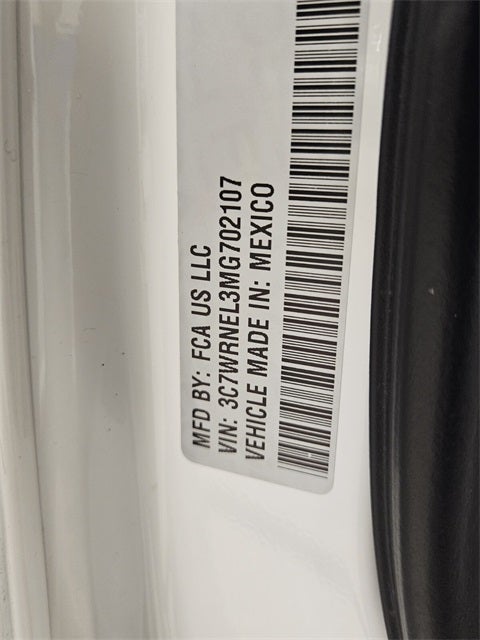 MFD BY: FCA US LLC
VIN: 3C7WRNEL3MG702107
VEHICLE MADE IN: MEXICO